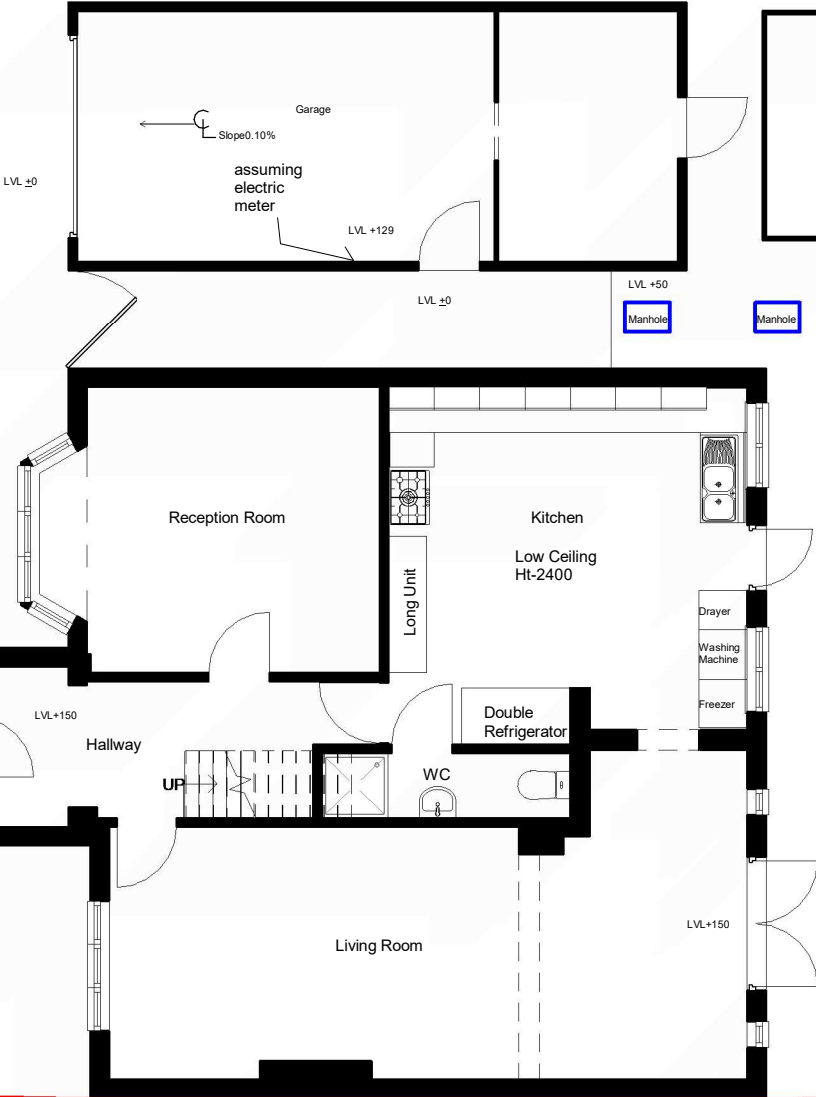 Garage
Slope0.10%
LVL ±0
assuming
electric
meter
LVL +129
LVL ±0
LVL +50
Manhole
Manhole
Reception Room
Kitchen
Low Ceiling
Ht-2400
Long Unit
Drayer
Washing
Machine
Freezer
LVL+150
Hallway
Double
Refrigerator
UP
WC
LVL+150
Living Room